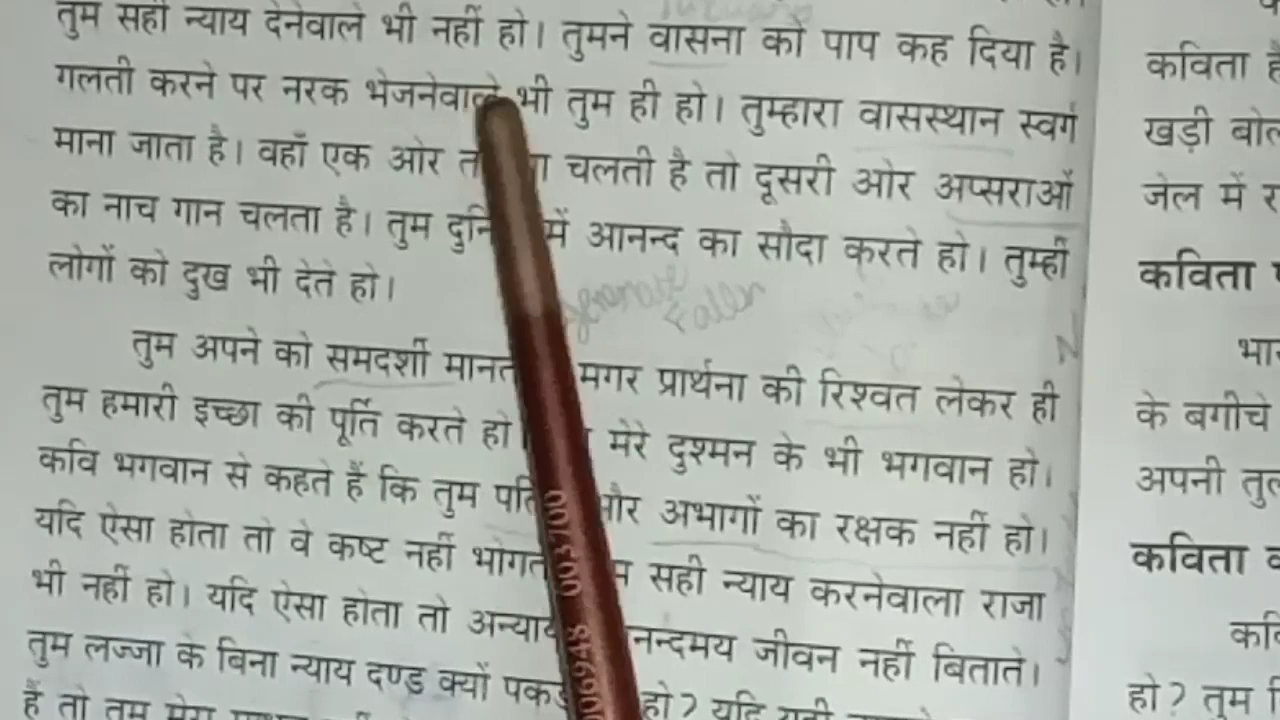 तुम सही न्याय देनेवाले भी नहीं हो। तुमने वासना को पाप कह दिया है।
गलती करने पर नरक भेजनेवाले भी तुम ही हो। तुम्हारा वासस्थान स्वर्ग
माना जाता है। वहाँ एक ओर चलती है तो दूसरी ओर अप्सराओं
का नाच गान चलता है। तुम में आनन्द का सौदा करते हो। तुम्हीं
लोगों को दुख भी देते हो।
तुम अपने को समदर्शी मगर प्रार्थना की रिश्वत लेकर ही
तुम हमारी इच्छा की पूर्ति करते हो मेरे दुश्मन के भी भगवान हो।
कवि भगवान से कहते हैं कि तुम और अभागों का रक्षक नहीं हो।
यदि ऐसा होता तो वे कष्ट नहीं सही न्याय करनेवाला राजा
भी नहीं हो। यदि ऐसा होता तो जीवन नहीं बिताते।
तुम लज्जा के बिना न्याय दण्ड क्यों हो? यदि
हैं तो तुम
003700
006948
कविता
खड़ी
जेल में
कविता
के बगीचे
अपनी
कविता
हो? तुम